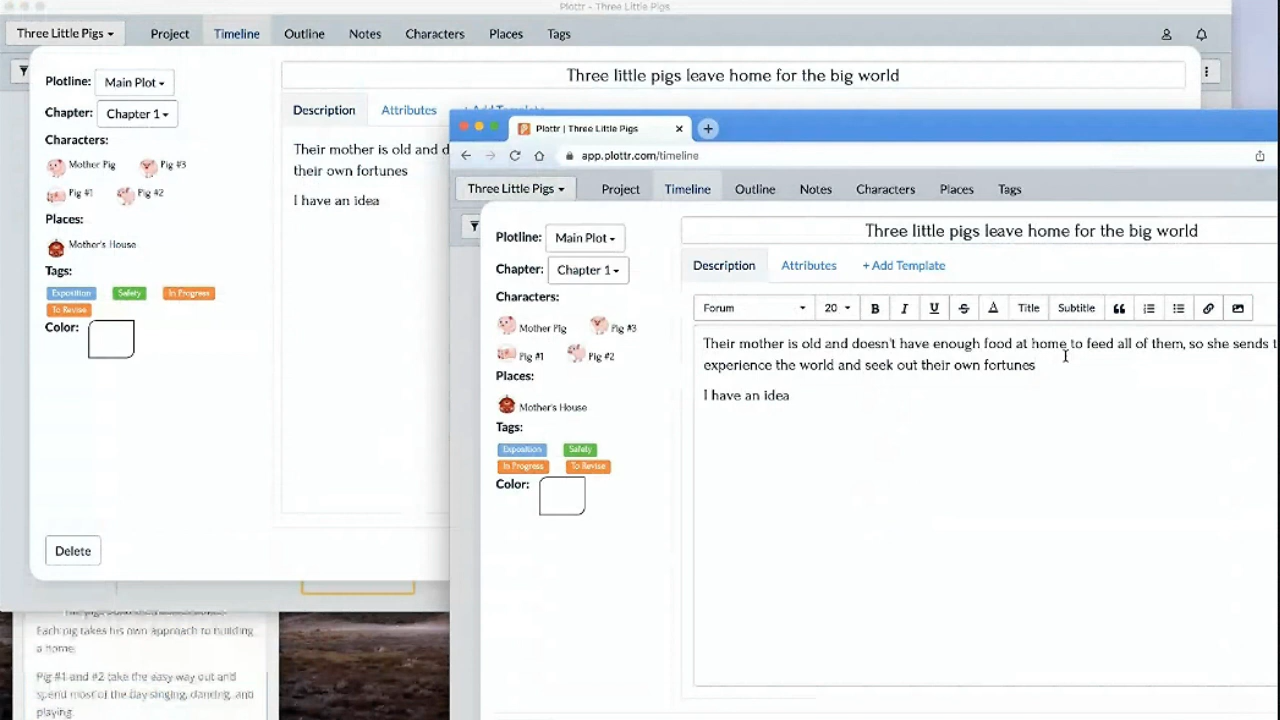 Plottr - Three Little Pigs
Three Little Pigs
Project
Timeline
Outline
Notes
Characters
Places
Tags
Plotline: Main Plot
Chapter: Chapter 1
Characters:
Mother Pig
Pig #3
Pig #1
Pig #2
Places:
Mother's House
Tags:
Exposition
Safety
In Progress
To Revise
Color:
Delete
Three little pigs leave home for the big world
Description
Attributes
+ Add Template
Their mother is old and d
their own fortunes
I have an idea
Plottr | Three Little Pigs
app.plottr.com/timeline
Three Little Pigs
Project
Timeline
Outline
Notes
Characters
Places
Tags
Plotline: Main Plot
Chapter: Chapter 1
Characters:
Mother Pig
Pig #3
Pig #1
Pig #2
Places:
Mother's House
Tags:
Exposition
Safety
In Progress
To Revise
Color:
Three little pigs leave home for the big world
Description
Attributes
+ Add Template
Forum
20
B
I
U
S
A
Title
Subtitle
Their mother is old and doesn't have enough food at home to feed all of them, so she sends t
experience the world and seek out their own fortunes
I have an idea
Each pig takes his own approach to building
a home.
Pig #1 and #2 take the easy way out and
spend most of the day singing, dancing, and
playing.